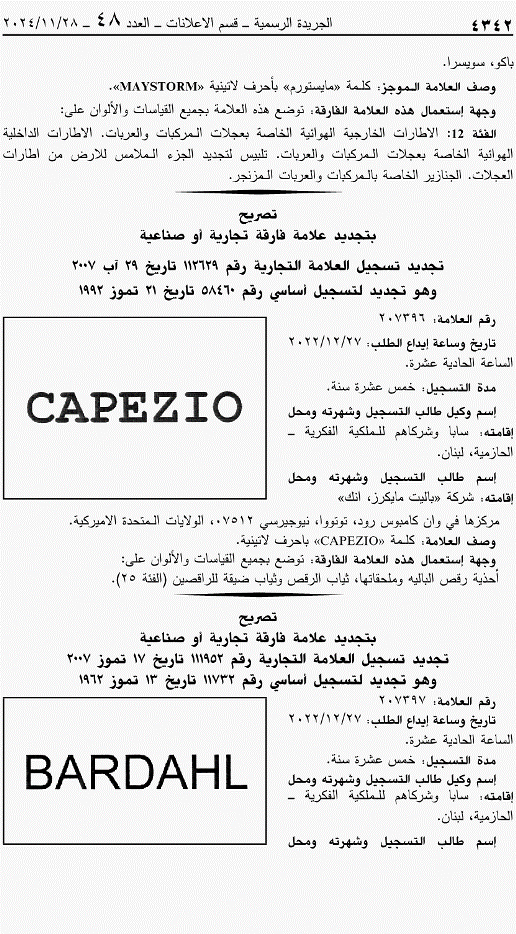 ٤٣٤٢ الجريدة الرسمية ــ قسم الاعلانات ــ العدد ٤٨ ــ ٢٠٢٤/١١/٢٨
باكو، سويسرا.
وصف العلامة الموجز: كلمة «مايستورم» بأحرف لاتينية «MAYSTORM».
وجهة إستعمال هذه العلامة الفارقة: توضع هذه العلامة بجميع القياسات والألوان على:
الفئة 12: الاطارات الخارجية الهوائية الخاصة بعجلات المركبات والعربات. الاطارات الداخلية
الهوائية الخاصة بعجلات المركبات والعربات. تلبيس لتجديد الجزء الملامس للارض من اطارات
العجلات. الجنازير الخاصة بالمركبات والعربات المزنجر.
تصريح
بتجديد علامة فارقة تجارية أو صناعية
تجديد تسجيل العلامة التجارية رقم ١١٣٦٢٩ تاريخ ٢٩ آب ٢٠٠٧
وهو تجديد لتسجيل أساسي رقم ٥٨٤٦٠ تاريخ ٢١ تموز ١٩٩٢
رقم العلامة: ٢٠٧٣٩٦
تاريخ وساعة إيداع الطلب: ٢٠٢٢/١٢/٢٧
الساعة الحادية عشرة.
مدة التسجيل: خمس عشرة سنة.
إسم وكيل طالب التسجيل وشهرته ومحل
إقامته: سابا وشركاهم للملكية الفكرية ــ
الحازمية، لبنان.
إسم طالب التسجيل وشهرته ومحل
إقامته: شركة «باليت مايكرز، انك»
CAPEZIO
مركزها في وان كامبوس رود، توتووا، نيوجيرسي ٠٧٥١٢، الولايات المتحدة الاميركية.
وصف العلامة: كلمة «CAPEZIO» باحرف لاتينية.
وجهة إستعمال هذه العلامة الفارقة: توضع بجميع القياسات والألوان على:
أحذية رقص الباليه وملحقاتها، ثياب الرقص وثياب ضيقة للراقصين (الفئة ٢٥).
تصريح
بتجديد علامة فارقة تجارية أو صناعية
تجديد تسجيل العلامة التجارية رقم ١١١٩٥٢ تاريخ ١٧ تموز ٢٠٠٧
وهو تجديد لتسجيل أساسي رقم ١١٧٣٢ تاريخ ١٣ تموز ١٩٦٢
رقم العلامة: ٢٠٧٣٩٧
تاريخ وساعة إيداع الطلب: ٢٠٢٢/١٢/٢٧
الساعة الحادية عشرة.
مدة التسجيل: خمس عشرة سنة.
إسم وكيل طالب التسجيل وشهرته ومحل
إقامته: سابا وشركاهم للملكية الفكرية ــ
الحازمية، لبنان.
إسم طالب التسجيل وشهرته ومحل
BARDAHL